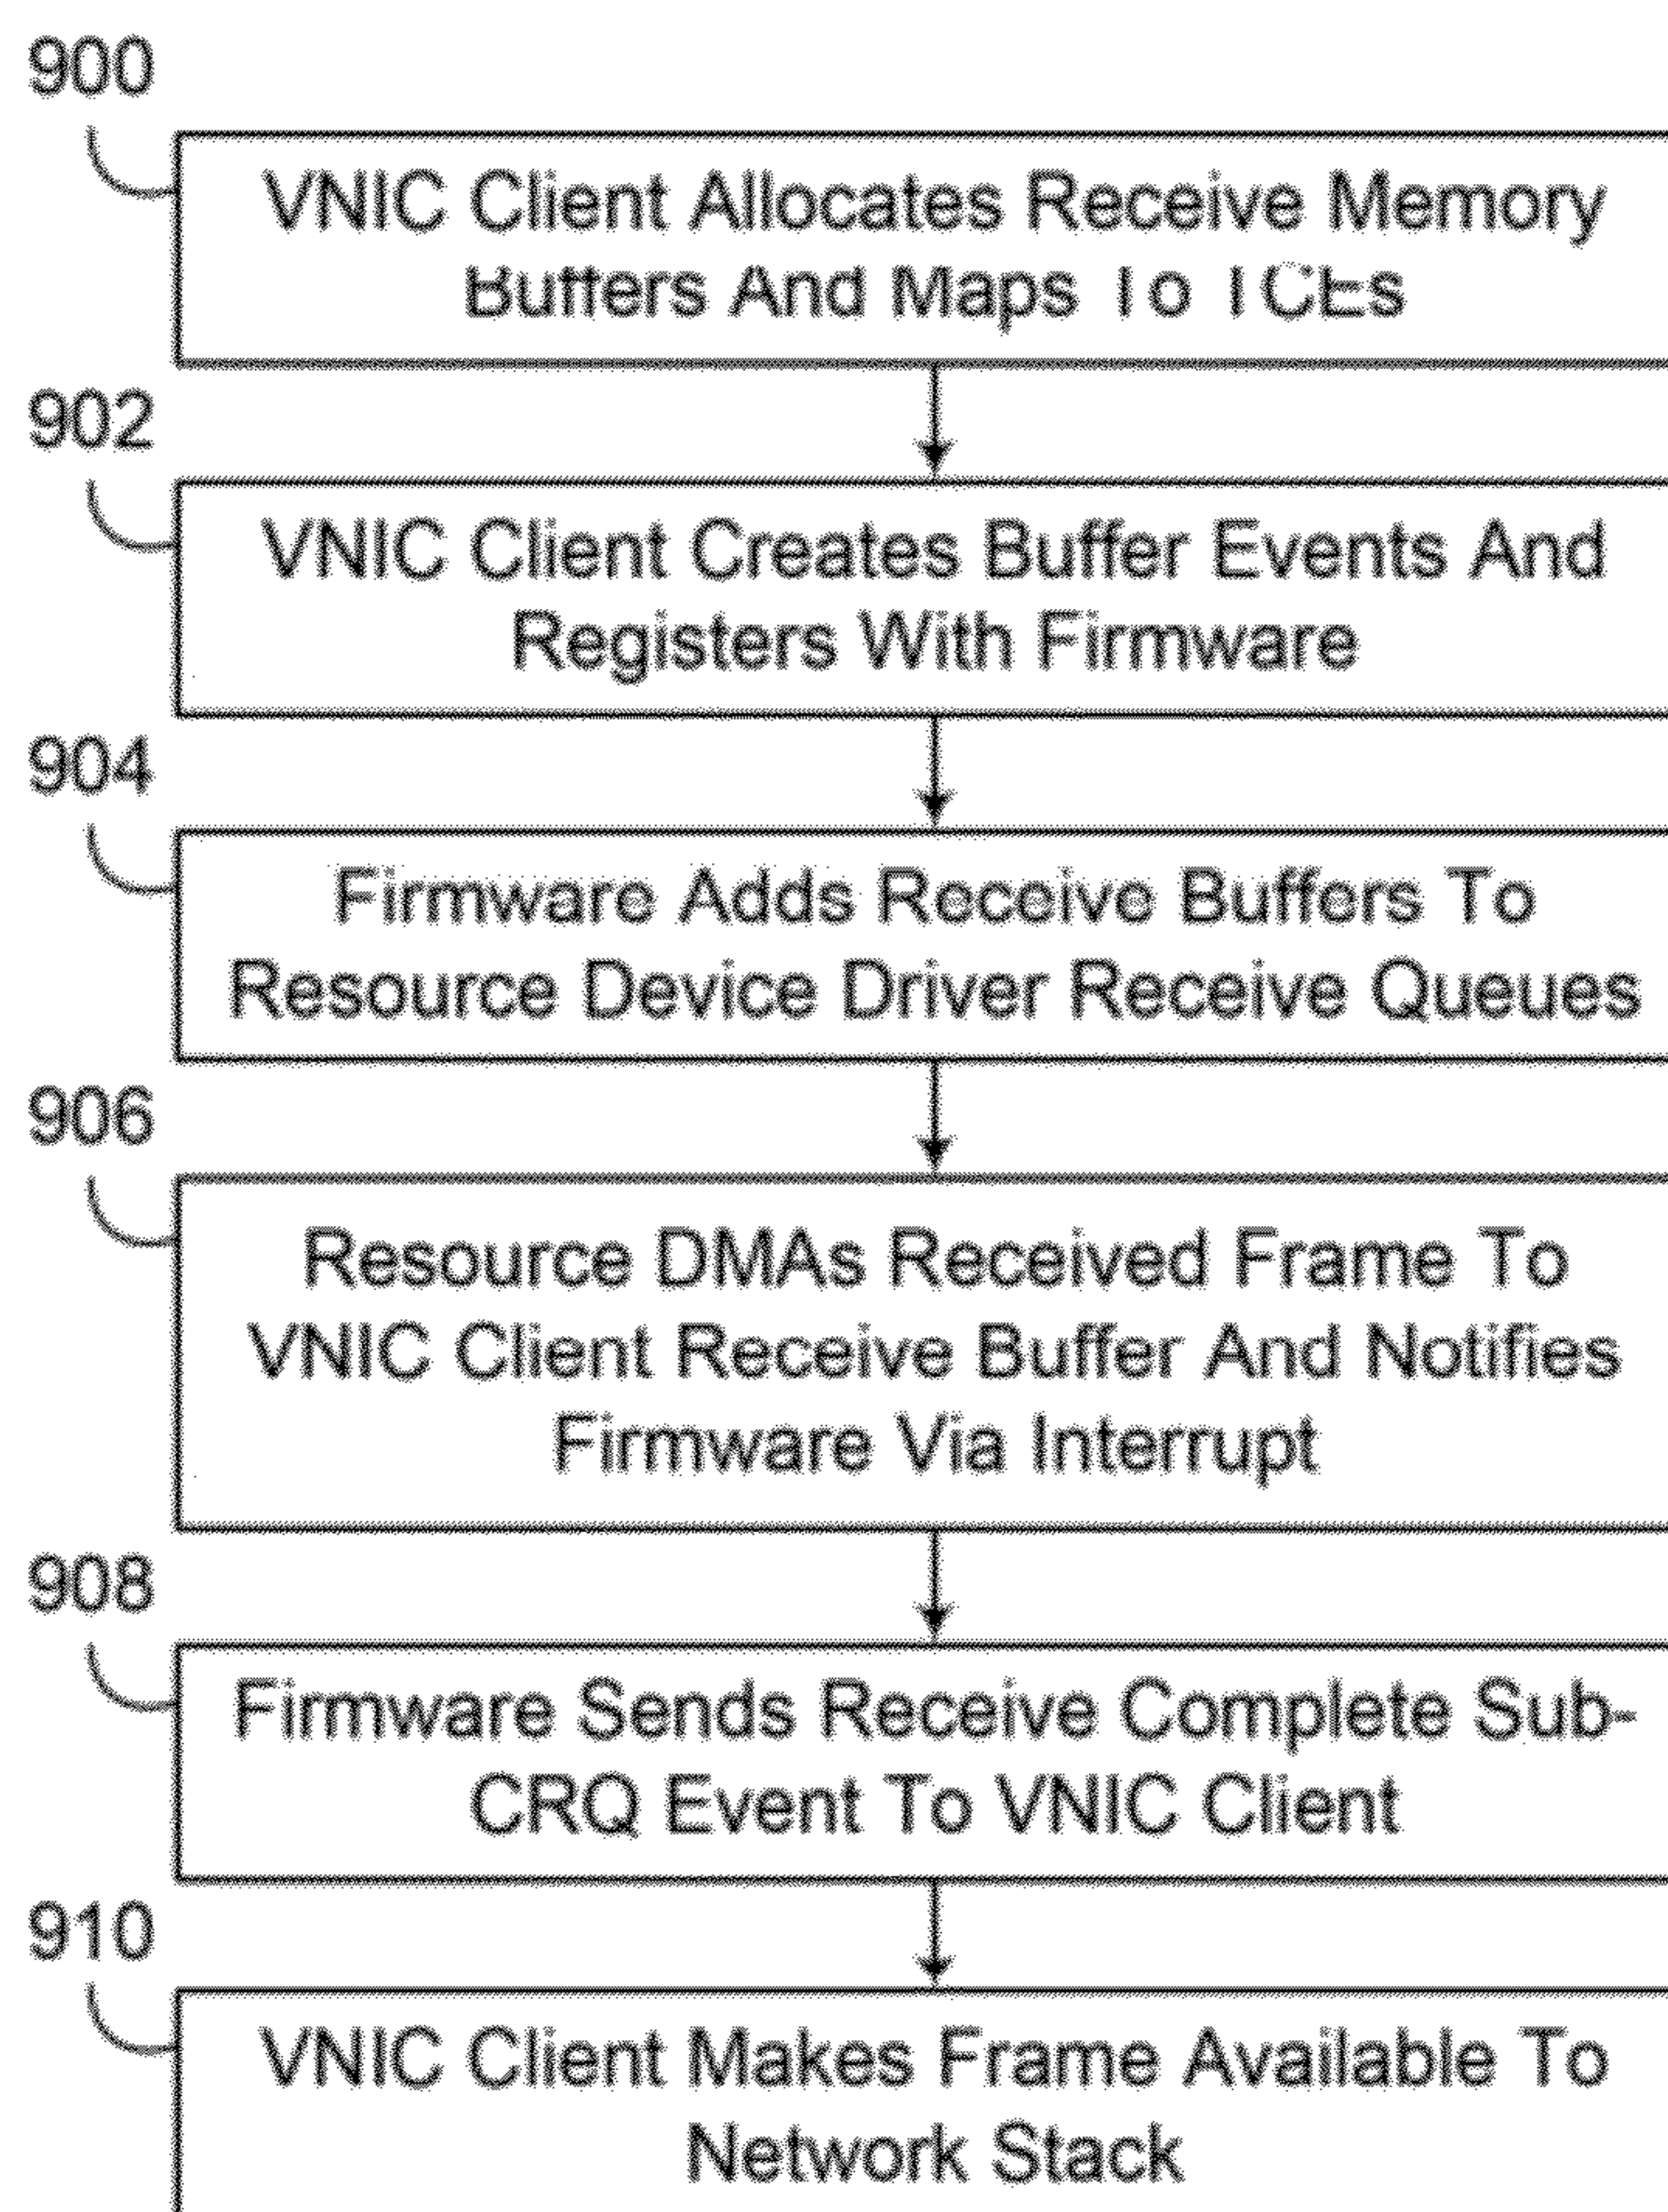 900
VNIC Client Allocates Receive Memory
Buffers And Maps To TCEs
902
VNIC Client Creates Buffer Events And
Registers With Firmware
904
Firmware Adds Receive Buffers To
Resource Device Driver Receive Queues
906
Resource DMAs Received Frame To
VNIC Client Receive Buffer And Notifies
Firmware Via Interrupt
908
Firmware Sends Receive Complete Sub-
CRQ Event To VNIC Client
910
VNIC Client Makes Frame Available To
Network Stack